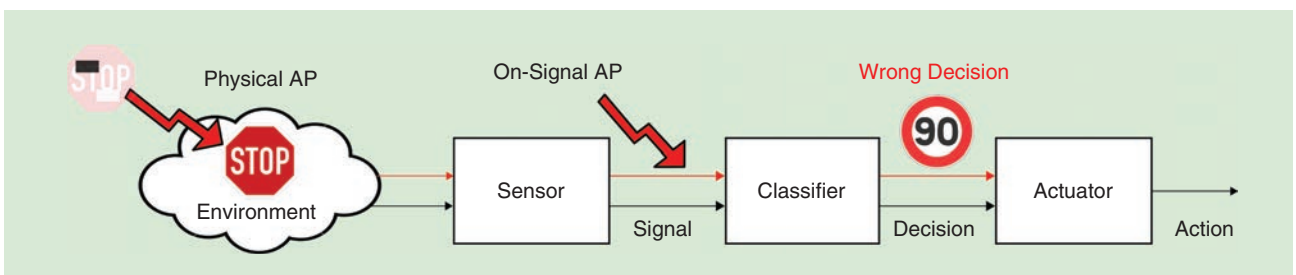 STOP
Physical AP
On-Signal AP
Wrong Decision
90
STOP
Environment
Sensor
Classifier
Actuator
Signal
Decision
Action